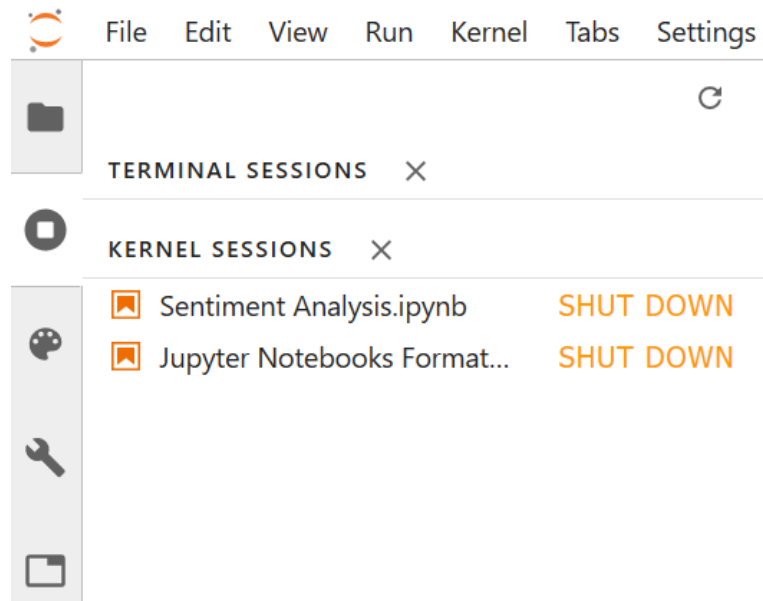 File Edit View Run Kernel Tabs Settings
TERMINAL SESSIONS
KERNEL SESSIONS
Sentiment Analysis.ipynb SHUT DOWN
Jupyter Notebooks Format... SHUT DOWN